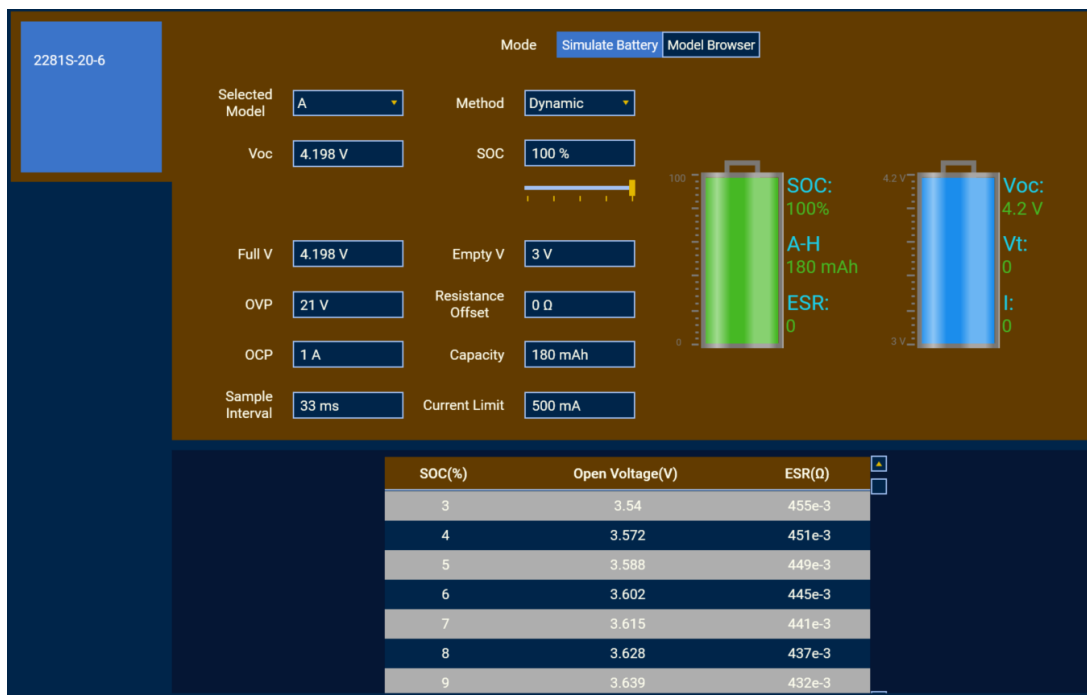 2281S-20-6
Mode Simulate Battery Model Browser
Selected Model A Method Dynamic
Voc 4.198 V SOC 100 %
Full V 4.198 V Empty V 3 V
OVP 21 V Resistance Offset 0 Ω
OCP 1 A Capacity 180 mAh
Sample Interval 33 ms Current Limit 500 mA
100
0
SOC:
100%
A-H
180 mAh
ESR:
0
4.2 V
3 V
Voc:
4.2 V
Vt:
0
I:
0
SOC(%) Open Voltage(V) ESR(Ω)
3 3.54 455e-3
4 3.572 451e-3
5 3.588 449e-3
6 3.602 445e-3
7 3.615 441e-3
8 3.628 437e-3
9 3.639 432e-3